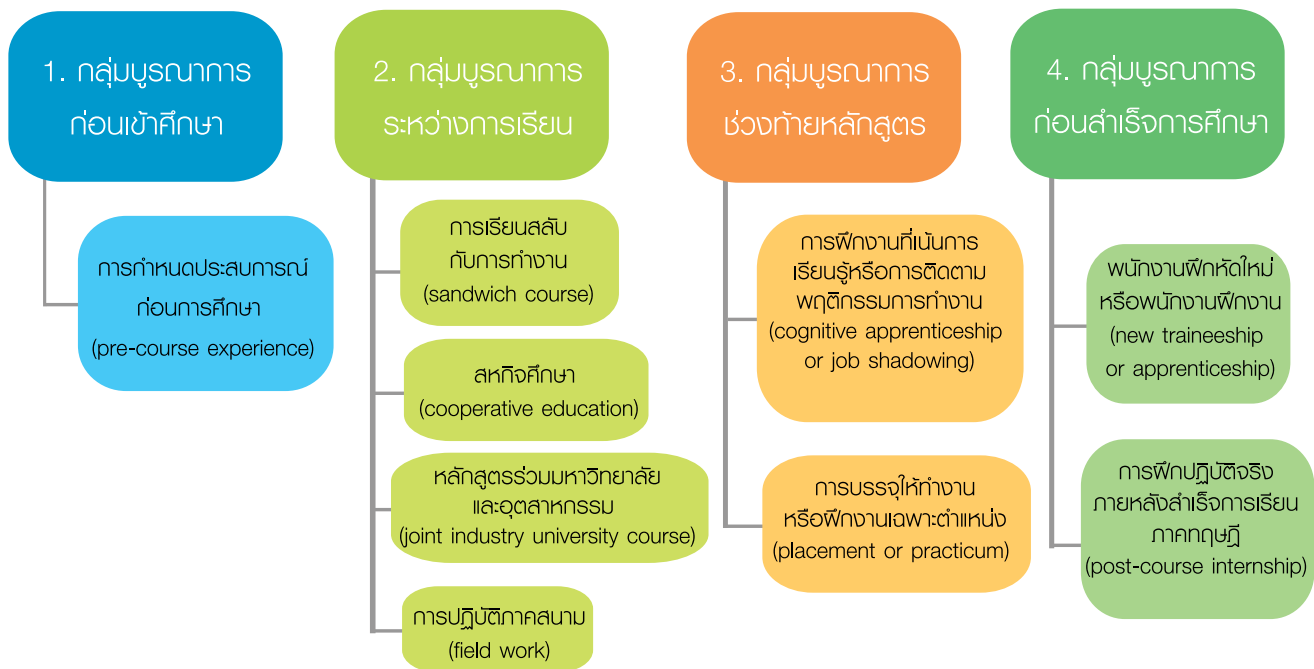 1. กลุ่มบูรณาการ
ก่อนเข้าศึกษา
การกำหนดประสบการณ์
ก่อนการศึกษา
(pre-course experience)
2. กลุ่มบูรณาการ
ระหว่างการเรียน
การเรียนสลับ
กับการทำงาน
(sandwich course)
สหกิจศึกษา
(cooperative education)
หลักสูตรร่วมมหาวิทยาลัย
และอุตสาหกรรม
(joint industry university course)
การปฏิบัติภาคสนาม
(field work)
3. กลุ่มบูรณาการ
ช่วงท้ายหลักสูตร
การฝึกงานที่เน้นการ
เรียนรู้หรือการติดตาม
พฤติกรรมการทำงาน
(cognitive apprenticeship
or job shadowing)
การบรรจุให้ทำงาน
หรือฝึกงานเฉพาะตำแหน่ง
(placement or practicum)
4. กลุ่มบูรณาการ
ก่อนสำเร็จการศึกษา
พนักงานฝึกหัดใหม่
หรือพนักงานฝึกงาน
(new traineeship
or apprenticeship)
การฝึกปฏิบัติจริง
ภายหลังสำเร็จการเรียน
ภาคทฤษฎี
(post-course internship)